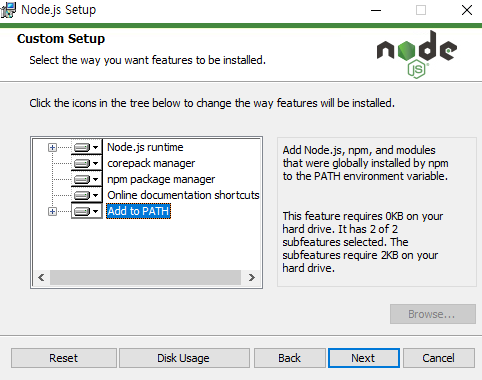 Node.js Setup
Custom Setup
Select the way you want features to be installed.
node
JS
Click the icons in the tree below to change the way features will be installed.
Node.js runtime
corepack manager
npm package manager
Online documentation shortcuts
Add to PATH
Add Node.js, npm, and modules
that were globally installed by npm
to the PATH environment variable.
This feature requires 0KB on your
hard drive. It has 2 of 2
subfeatures selected. The
subfeatures require 2KB on your
hard drive.
Browse...
Reset
Disk Usage
Back
Next
Cancel